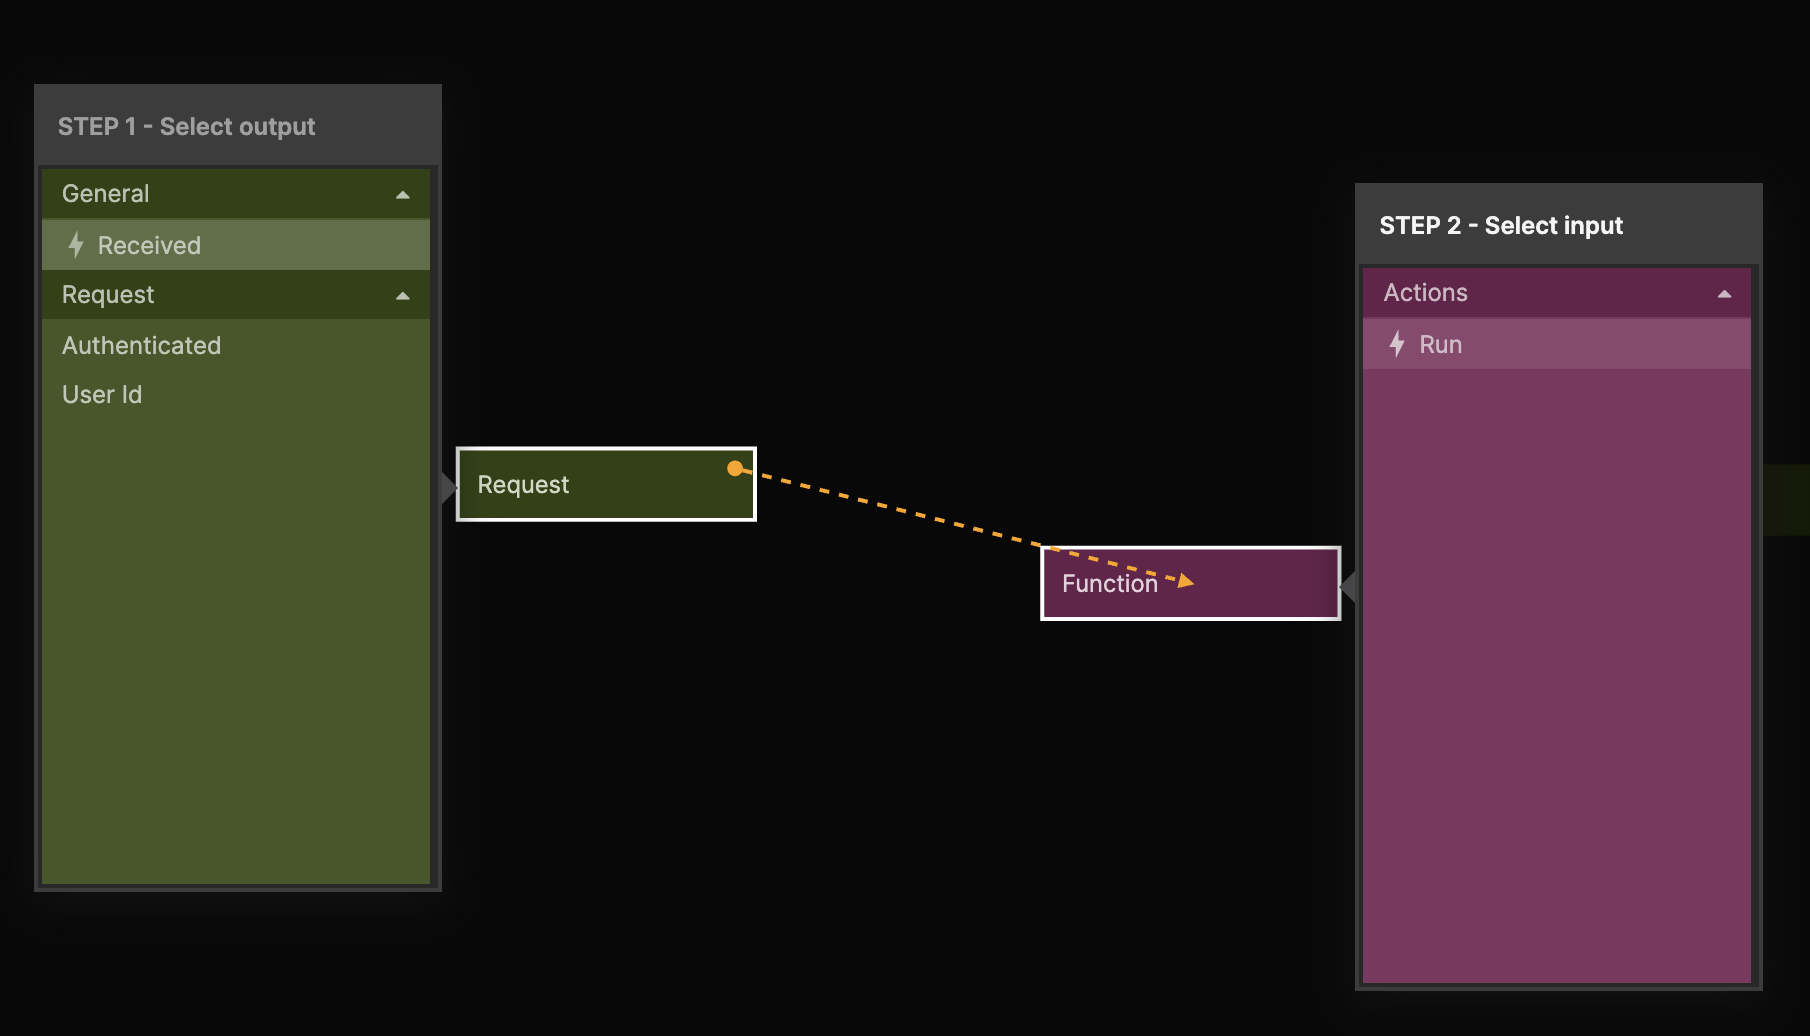 STEP 1 - Select output
General
Received
Request
Authenticated
User Id
Request
Function
STEP 2 - Select input
Actions
Run